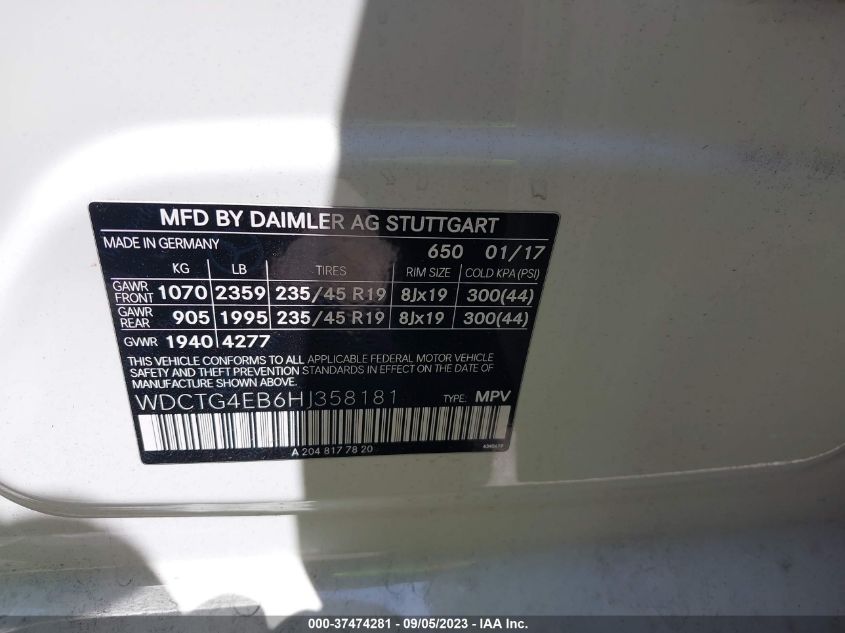 MFD BY DAIMLER AG STUTTGART
MADE IN GERMANY 650 01/17
KG LB TIRES RIM SIZE COLD KPA (PSI)
GAWR FRONT 1070 2359 235/45 R19 8Jx19 300(44)
GAWR REAR 905 1995 235/45 R19 8Jx19 300(44)
GVWR 1940 4277
THIS VEHICLE CONFORMS TO ALL APPLICABLE FEDERAL MOTOR VEHICLE
SAFETY AND THEFT PREVENTION STANDARDS IN EFFECT ON THE DATE
OF MANUFACTURE SHOWN ABOVE.
WDCTG4EB6HJ358181 TYPE: MPV
A 204 817 78 20
000-37474281 - 09/05/2023 - IAA Inc.